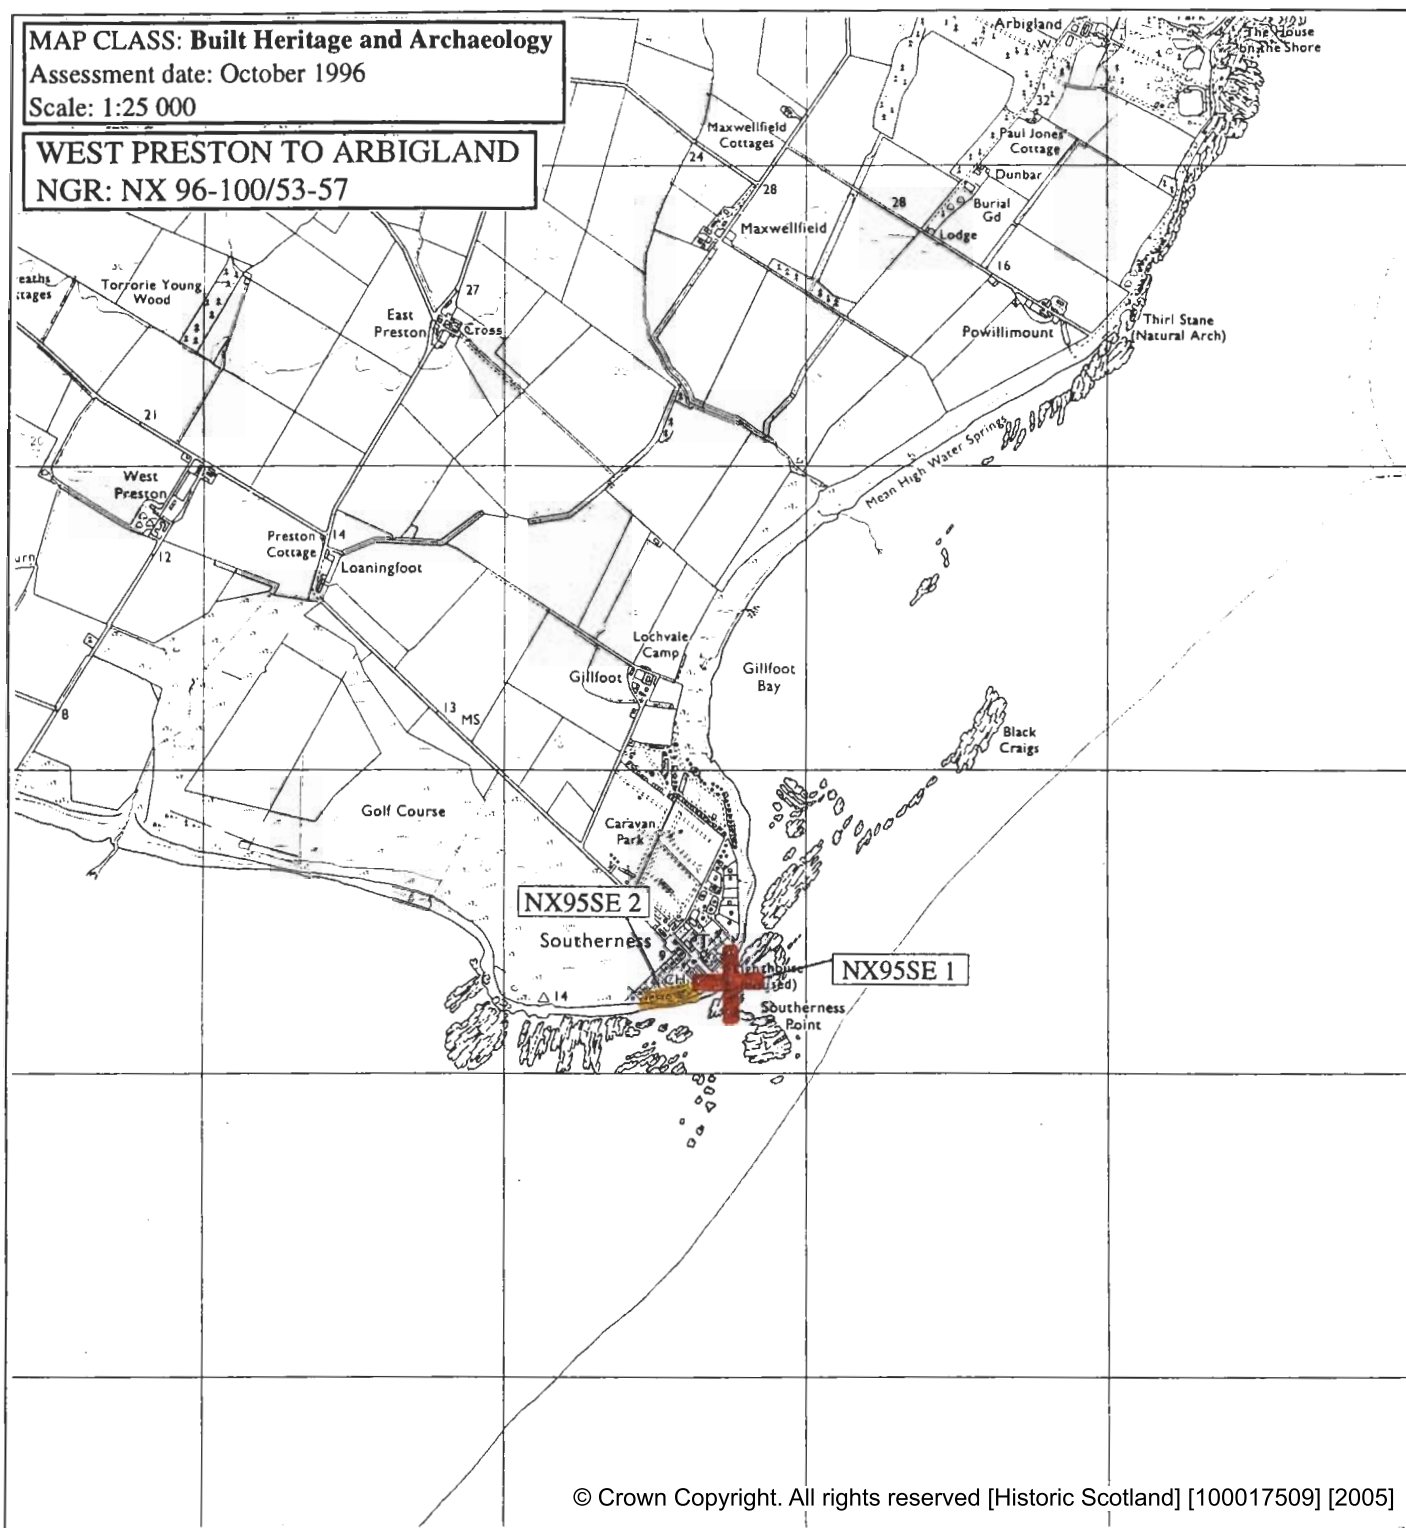 MAP CLASS: Built Heritage and Archaeology
Assessment date: October 1996
Scale: 1:25 000
WEST PRESTON TO ARBIGLAND
NGR: NX 96-100/53-57
Arbigland
W
47
The House
on the Shore
32
Paul Jones'
Cottage
Maxwellfield
Cottages
24
28
Dunbar
28
Burial
Gd
Lodge
Maxwellfield
16
Torrorie Young
Wood
27
East
Preston
Cross
Powillimount
Thirl Stane
(Natural Arch)
21
20
West
Preston
Mean High Water Springs
12
Preston
Cottage
14
Loaningfoot
Lochvale
Camp
Gillfoot
Gillfoot
Bay
8
13
MS
Black
Craigs
Golf Course
Caravan
Park
NX95SE 2
Southerness
T
9
CH
NX95SE 1
14
Southerness
Point
© Crown Copyright. All rights reserved [Historic Scotland] [100017509] [2005]